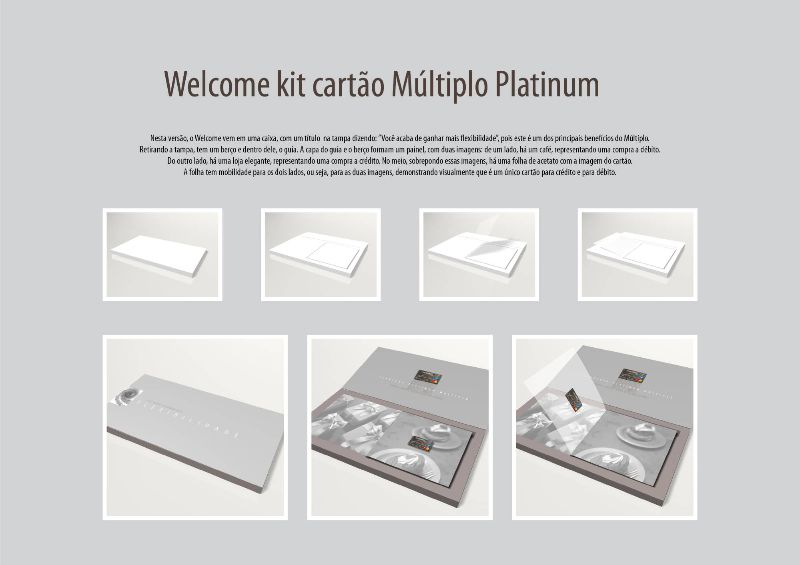 Welcome kit cartão Múltiplo Platinum
Nesta versão, o Welcome vem em uma caixa, com um título na tampa dizendo: "Você acaba de ganhar mais flexibilidade", pois este é um dos principais benefícios do Múltiplo.
Retirando a tampa, tem um berço e dentro dele, o guia. A capa do guia e o berço formam um painel, com duas imagens: de um lado, há um café, representando uma compra a débito.
Do outro lado, há uma loja elegante, representando uma compra a crédito. No meio, sobrepondo essas imagens, há uma folha de acetato com a imagem do cartão.
A folha tem mobilidade para os dois lados, ou seja, para as duas imagens, demonstrando visualmente que é um único cartão para crédito e para débito.
FLEXIBILIDADE